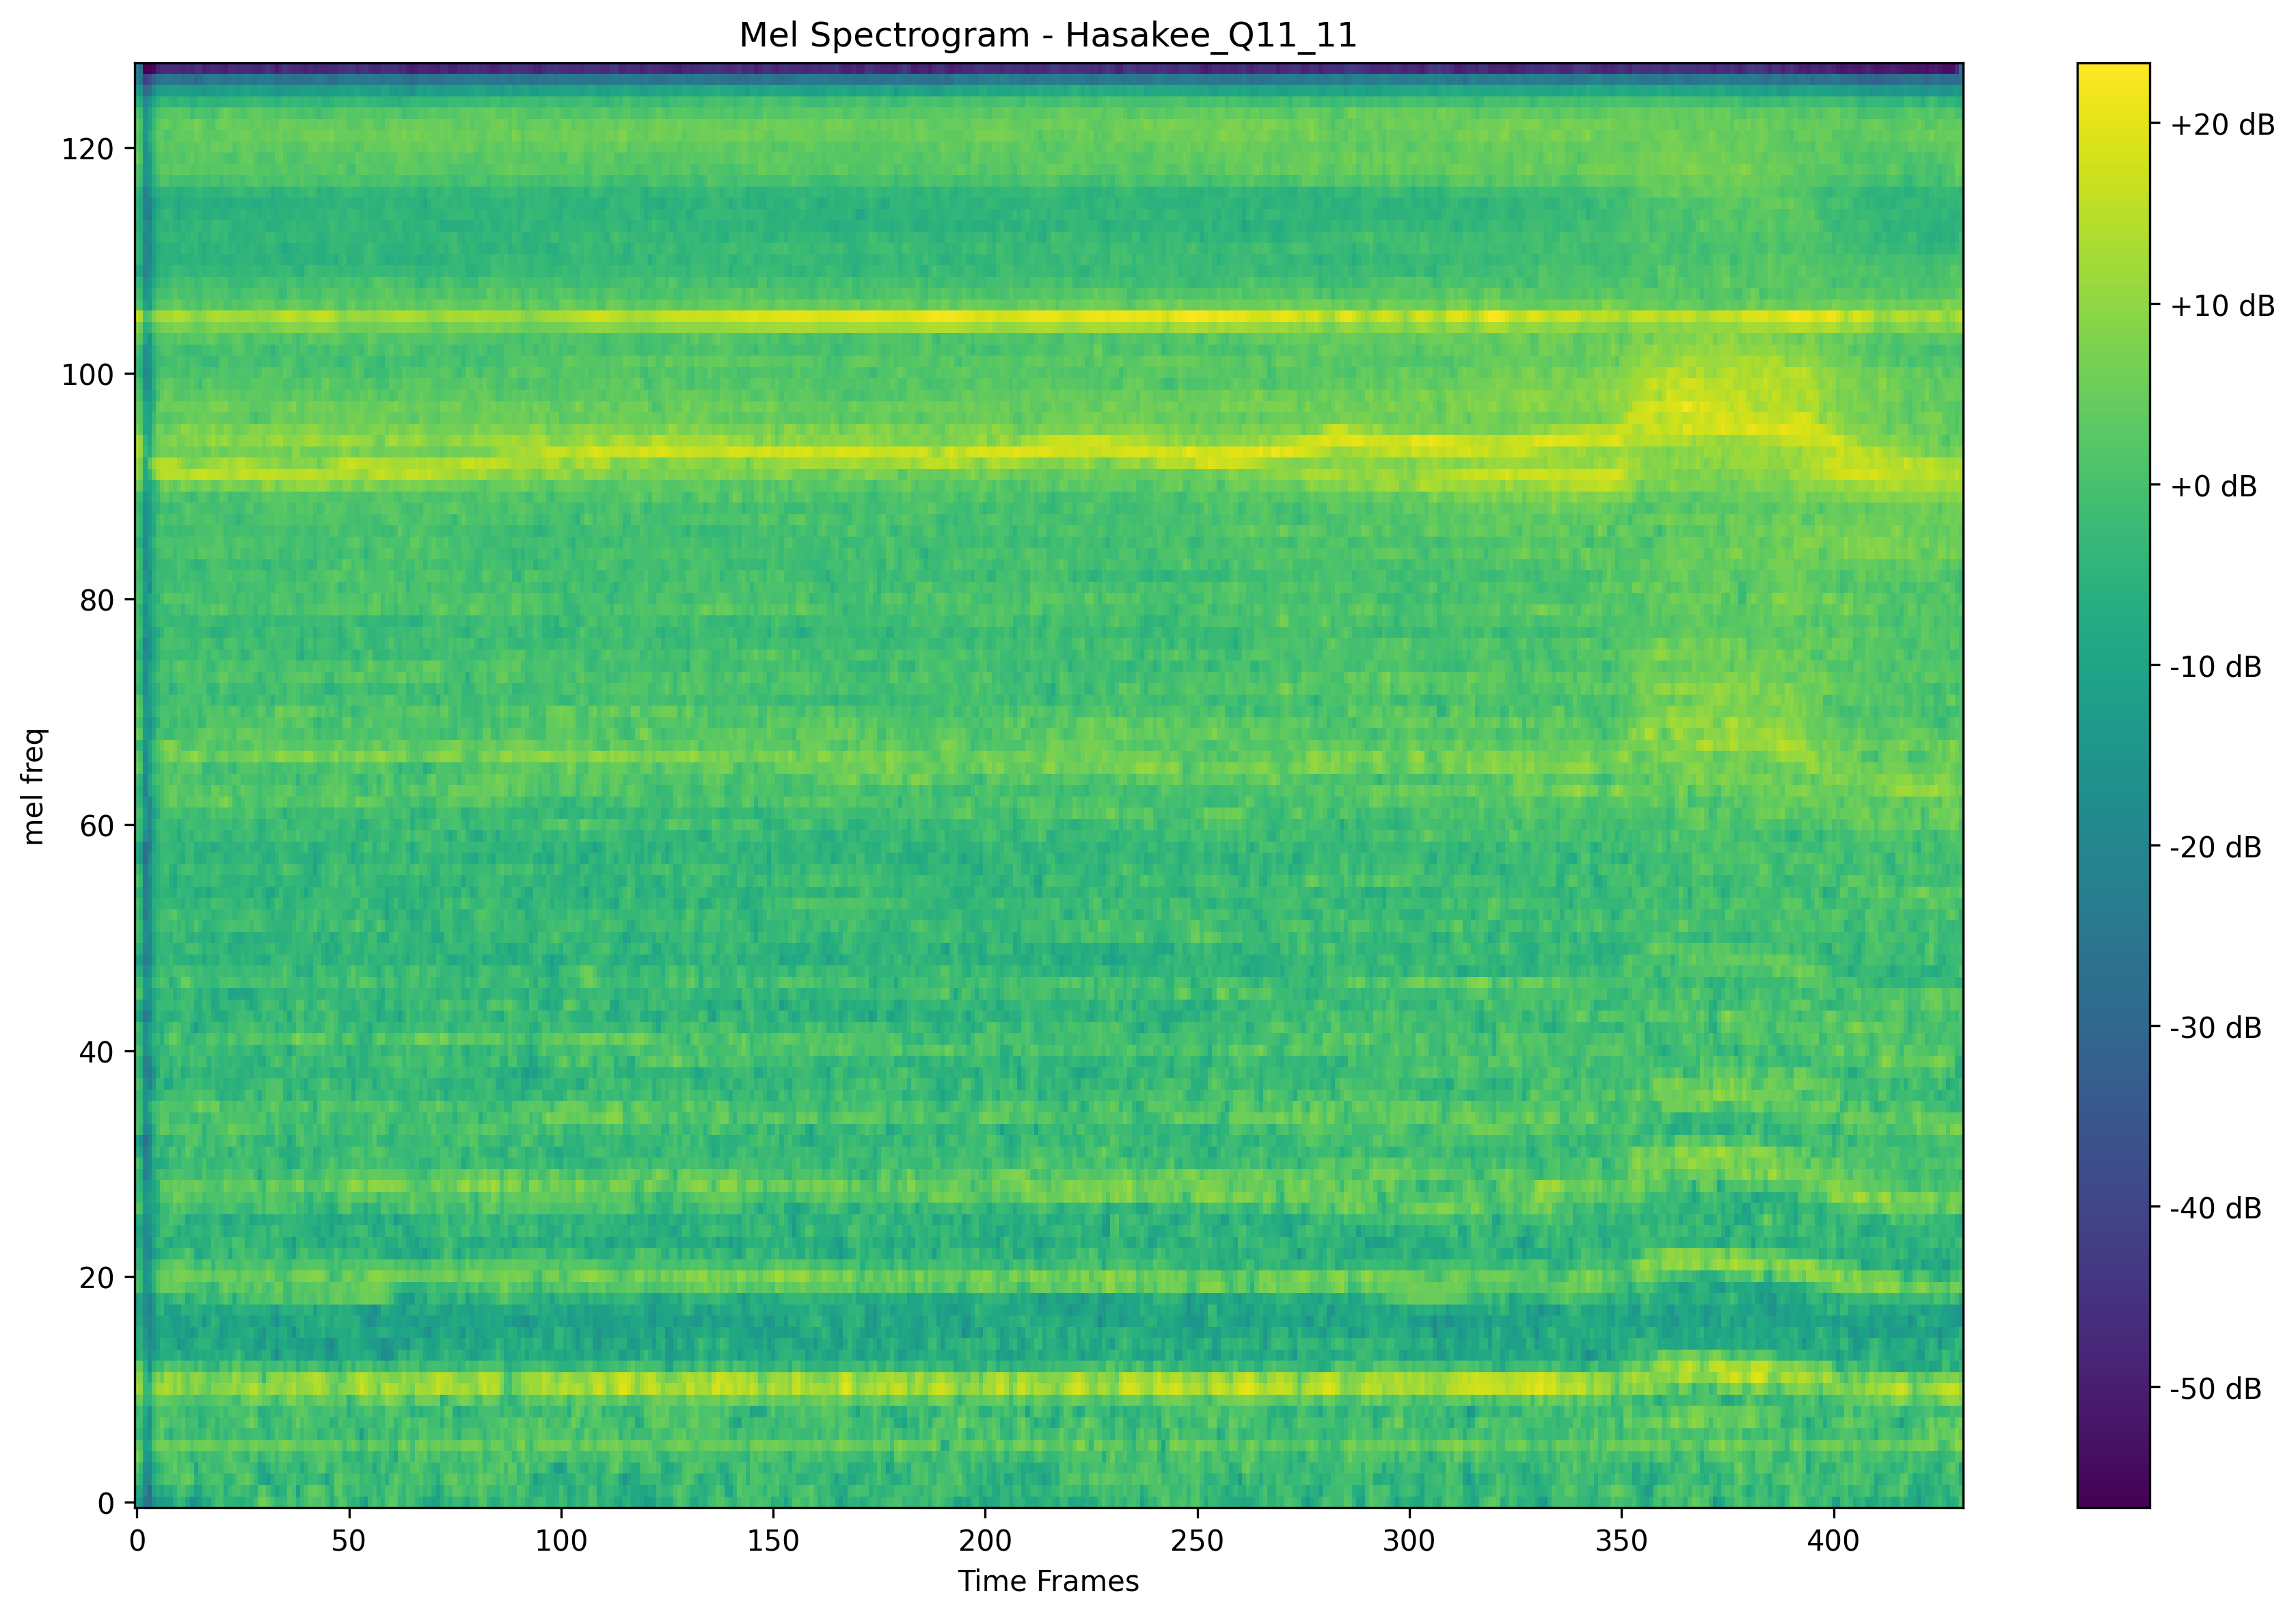 Mel Spectrogram - Hasakee_Q11_11
mel freq
120
100
80
60
40
20
0
0 50 100 150 200 250 300 350 400
Time Frames
+20 dB
+10 dB
+0 dB
-10 dB
-20 dB
-30 dB
-40 dB
-50 dB